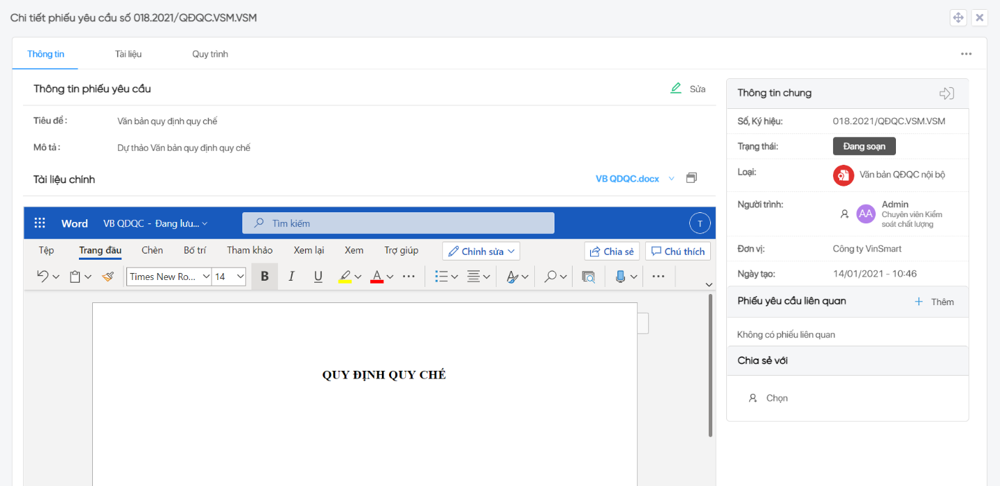 Chi tiết phiếu yêu cầu số 018.2021/QĐQC.VSM.VSM
Thông tin
Tài liệu
Quy trình
Thông tin phiếu yêu cầu
Sửa
Tiêu đề :
Văn bản quy định quy chế
Mô tả :
Dự thảo Văn bản quy định quy chế
Tài liệu chính
VB QDQC.docx
Word
VB QDQC - Đang lưu...
Tìm kiếm
T
Tệp
Trang đầu
Chèn
Bố trí
Tham khảo
Xem lại
Xem
Trợ giúp
Chỉnh sửa
Chia sẻ
Chú thích
Times New Ro...
14
B
I
U
A
QUY ĐỊNH QUY CHẾ
Thông tin chung
Số, Ký hiệu:
018.2021/QĐQC.VSM.VSM
Trạng thái:
Đang soạn
Loại:
Văn bản QĐQC nội bộ
Người trình:
AA
Admin
Chuyên viên Kiểm
soát chất lượng
Đơn vị:
Công ty VinSmart
Ngày tạo:
14/01/2021 - 10:46
Phiếu yêu cầu liên quan
Thêm
Không có phiếu liên quan
Chia sẻ với
Chọn